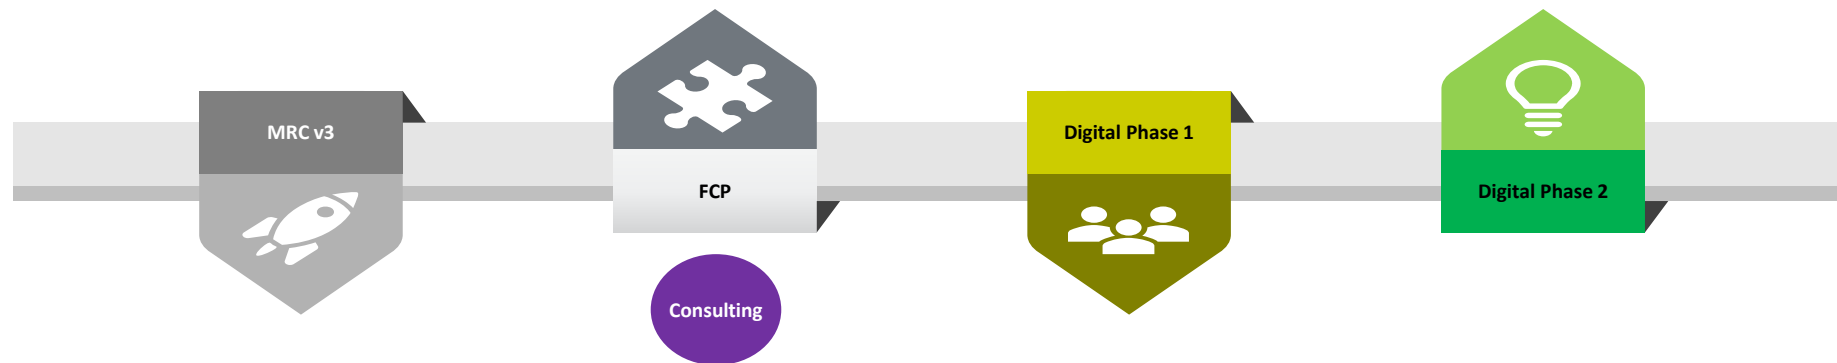 MRC v3
FCP
Consulting
Digital Phase 1
Digital Phase 2